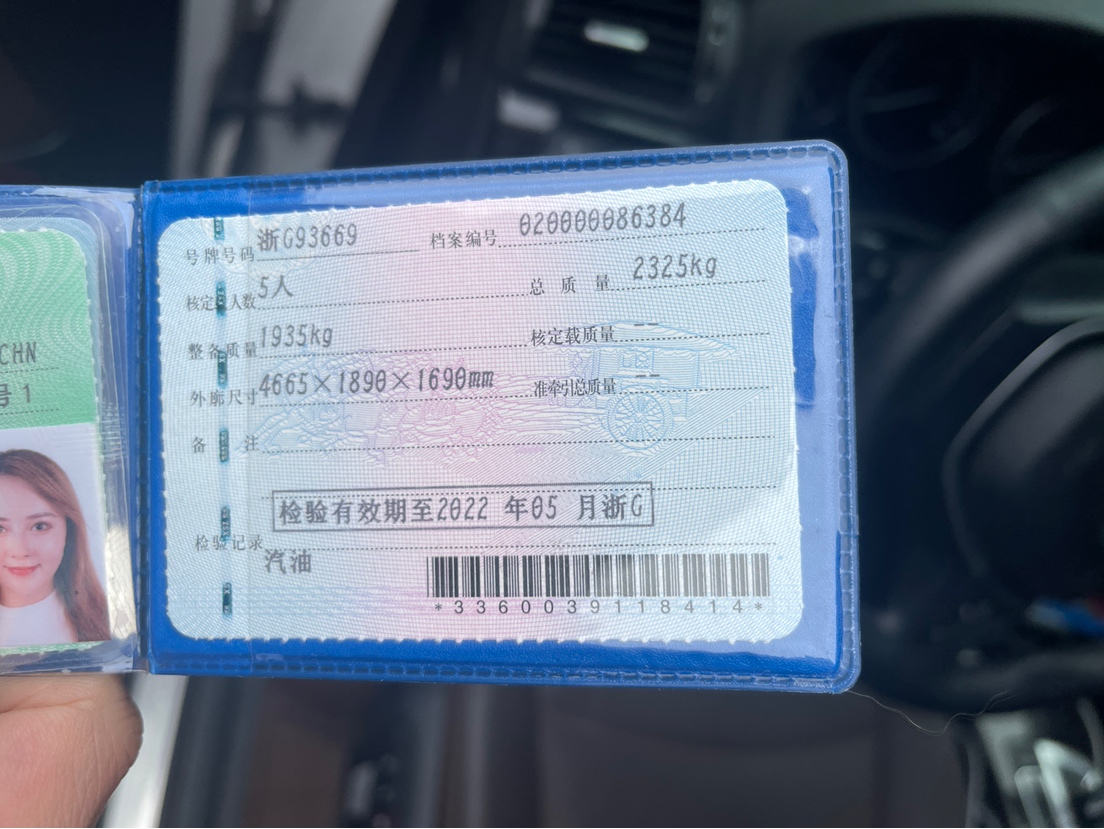 CHN
号1
号牌号码 浙G93669 档案编号 020000086384
核定载人数 5人 总质量 2325kg
整备质量 1935kg 核定载质量 --
外廓尺寸 4665×1890×1690mm 准牵引总质量 --
备注
检验有效期至2022年05月浙G
检验记录
汽油
*3360039118414*